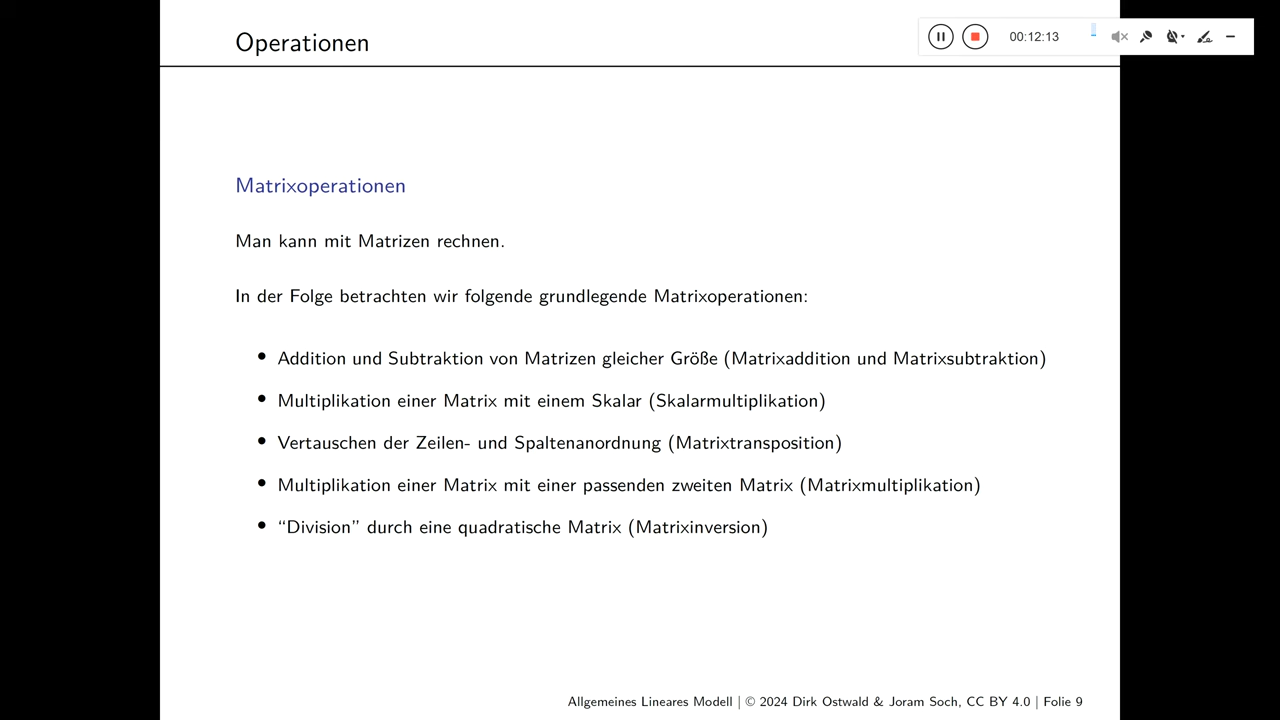 Operationen
00:12:13
Matrixoperationen
Man kann mit Matrizen rechnen.
In der Folge betrachten wir folgende grundlegende Matrixoperationen:
• Addition und Subtraktion von Matrizen gleicher Größe (Matrixaddition und Matrixsubtraktion)
• Multiplikation einer Matrix mit einem Skalar (Skalarmultiplikation)
• Vertauschen der Zeilen- und Spaltenanordnung (Matrixtransposition)
• Multiplikation einer Matrix mit einer passenden zweiten Matrix (Matrixmultiplikation)
• “Division” durch eine quadratische Matrix (Matrixinversion)
Allgemeines Lineares Modell | © 2024 Dirk Ostwald & Joram Soch, CC BY 4.0 | Folie 9